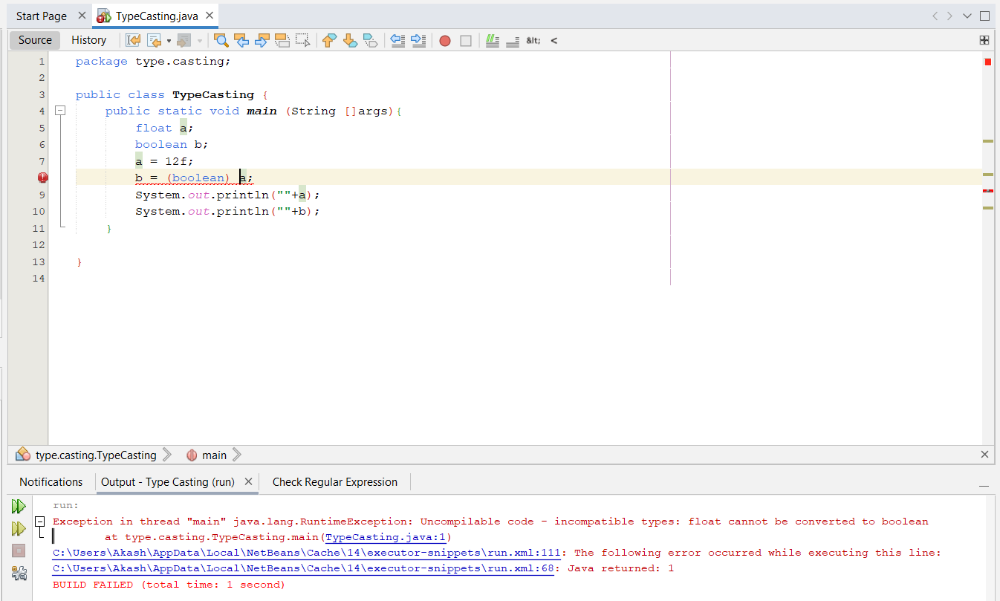 Start Page TypeCasting.java
Source History &lt; <
1 package type.casting;
2
3 public class TypeCasting {
4 public static void main (String []args){
5 float a;
6 boolean b;
7 a = 12f;
b = (boolean) a;
9 System.out.println(""+a);
10 System.out.println(""+b);
11 }
12
13 }
14
type.casting.TypeCasting main
Notifications Output - Type Casting (run) Check Regular Expression
run:
Exception in thread "main" java.lang.RuntimeException: Uncompilable code - incompatible types: float cannot be converted to boolean
at type.casting.TypeCasting.main(TypeCasting.java:1)
C:\Users\Akash\AppData\Local\NetBeans\Cache\14\executor-snippets\run.xml:111: The following error occurred while executing this line:
C:\Users\Akash\AppData\Local\NetBeans\Cache\14\executor-snippets\run.xml:68: Java returned: 1
BUILD FAILED (total time: 1 second)